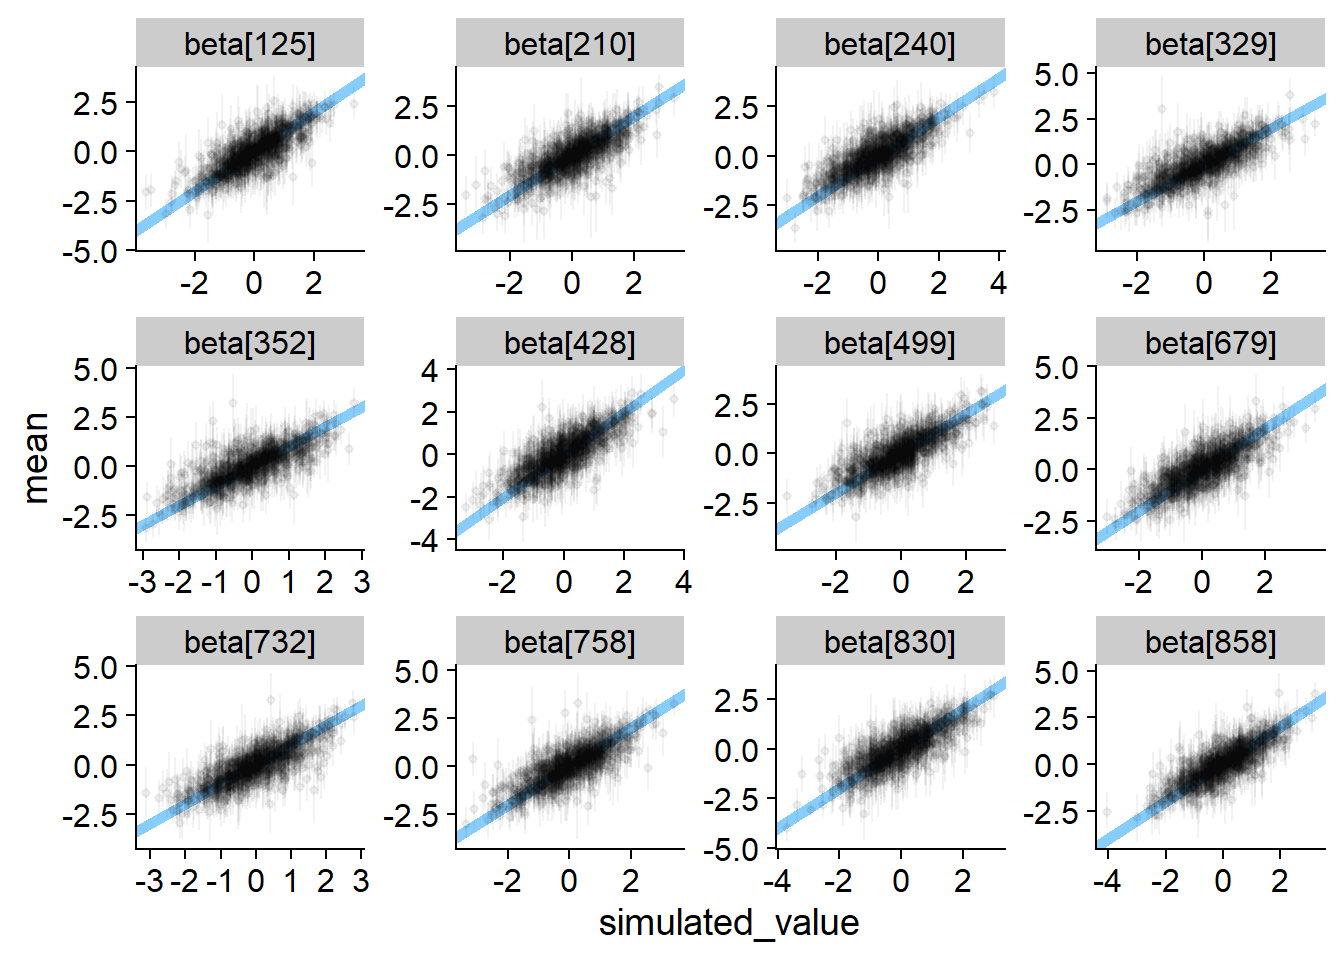 beta[125] beta[210] beta[240] beta[329]
2.5 0.0 -2.5 -5.0
2.5 0.0 -2.5
2.5 0.0 -2.5
5.0 2.5 0.0 -2.5
-2 0 2
-2 0 2
-2 0 2 4
-2 0 2
beta[352] beta[428] beta[499] beta[679]
5.0 2.5 0.0 -2.5
4 2 0 -2 -4
2.5 0.0 -2.5
5.0 2.5 0.0 -2.5
-3 -2 -1 0 1 2 3
-2 0 2 4
-2 0 2
-2 0 2
mean
beta[732] beta[758] beta[830] beta[858]
5.0 2.5 0.0 -2.5
5.0 2.5 0.0 -2.5
2.5 0.0 -2.5 -5.0
5.0 2.5 0.0 -2.5
-3 -2 -1 0 1 2 3
-2 0 2
-4 -2 0 2
-4 -2 0 2
simulated_value